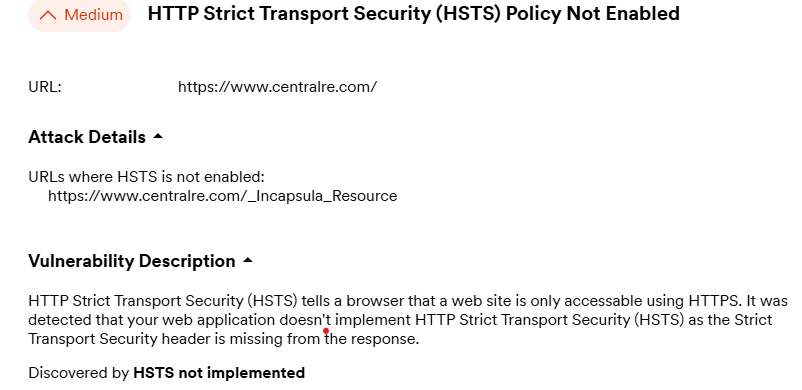 Medium HTTP Strict Transport Security (HSTS) Policy Not Enabled
URL: https://www.centralre.com/
Attack Details
URLs where HSTS is not enabled:
https://www.centralre.com/_Incapsula_Resource
Vulnerability Description
HTTP Strict Transport Security (HSTS) tells a browser that a web site is only accessable using HTTPS. It was
detected that your web application doesn't implement HTTP Strict Transport Security (HSTS) as the Strict
Transport Security header is missing from the response.
Discovered by HSTS not implemented